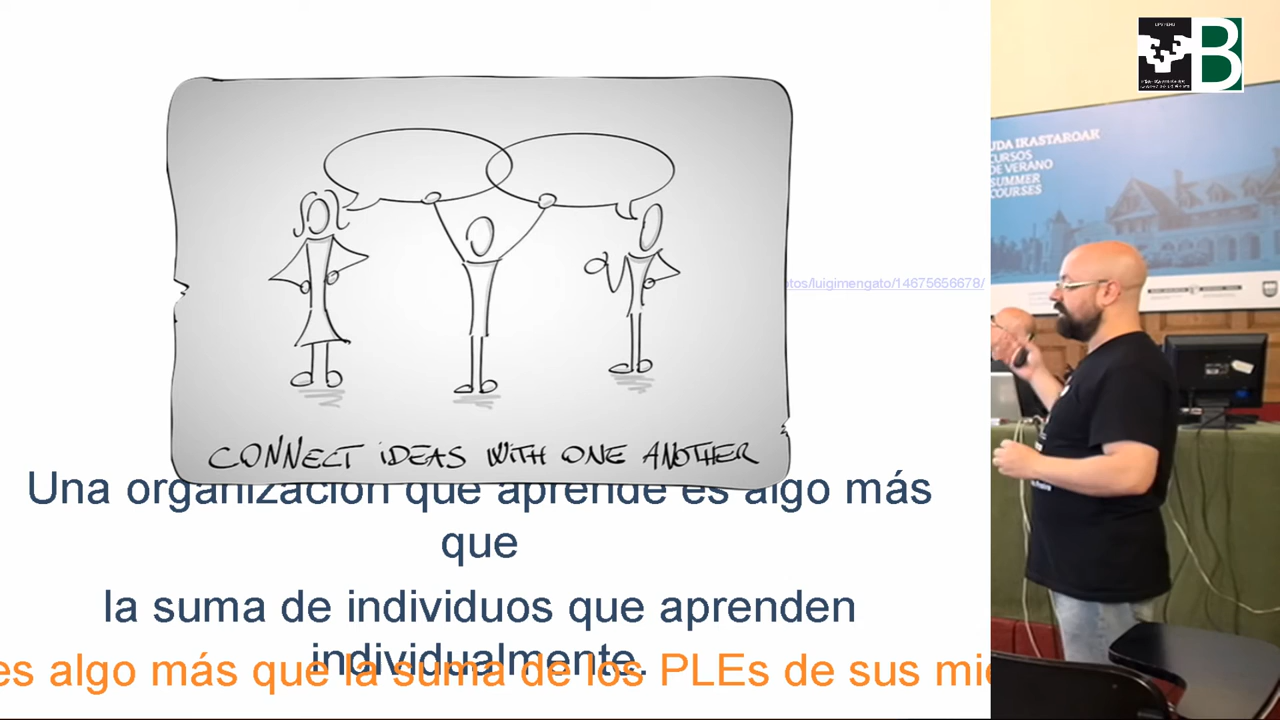 B
UDA IKASTAROAK
CURSOS
DE VERANO
SUMMER
COURSES
otos/luigimengato/14675656678/
CONNECT IDEAS WITH ONE ANOTHER
Una organización que aprende es algo más
que
la suma de individuos que aprenden
individualmente.
es algo más que la suma de los PLEs de sus